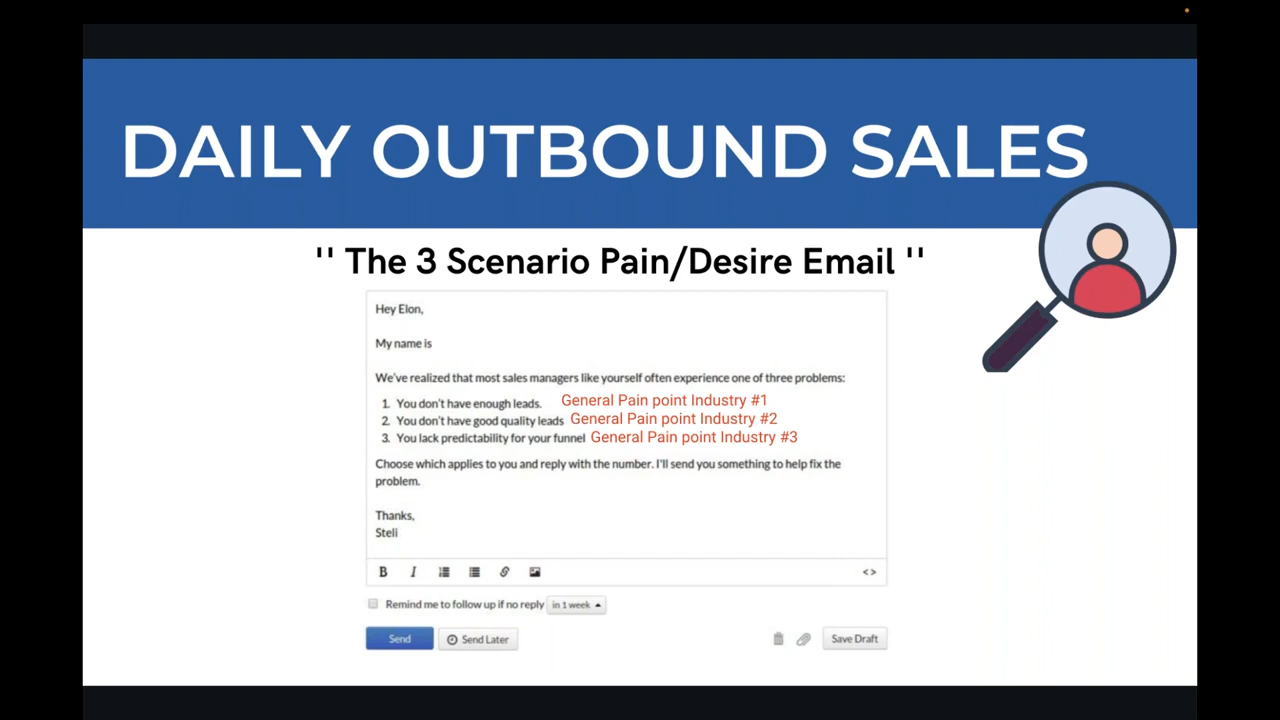 DAILY OUTBOUND SALES
'' The 3 Scenario Pain/Desire Email ''
Hey Elon,
My name is
We've realized that most sales managers like yourself often experience one of three problems:
1. You don't have enough leads. General Pain point Industry #1
2. You don't have good quality leads General Pain point Industry #2
3. You lack predictability for your funnel General Pain point Industry #3
Choose which applies to you and reply with the number. I'll send you something to help fix the
problem.
Thanks,
Steli
B I <>
Remind me to follow up if no reply in 1 week
Send Send Later Save Draft